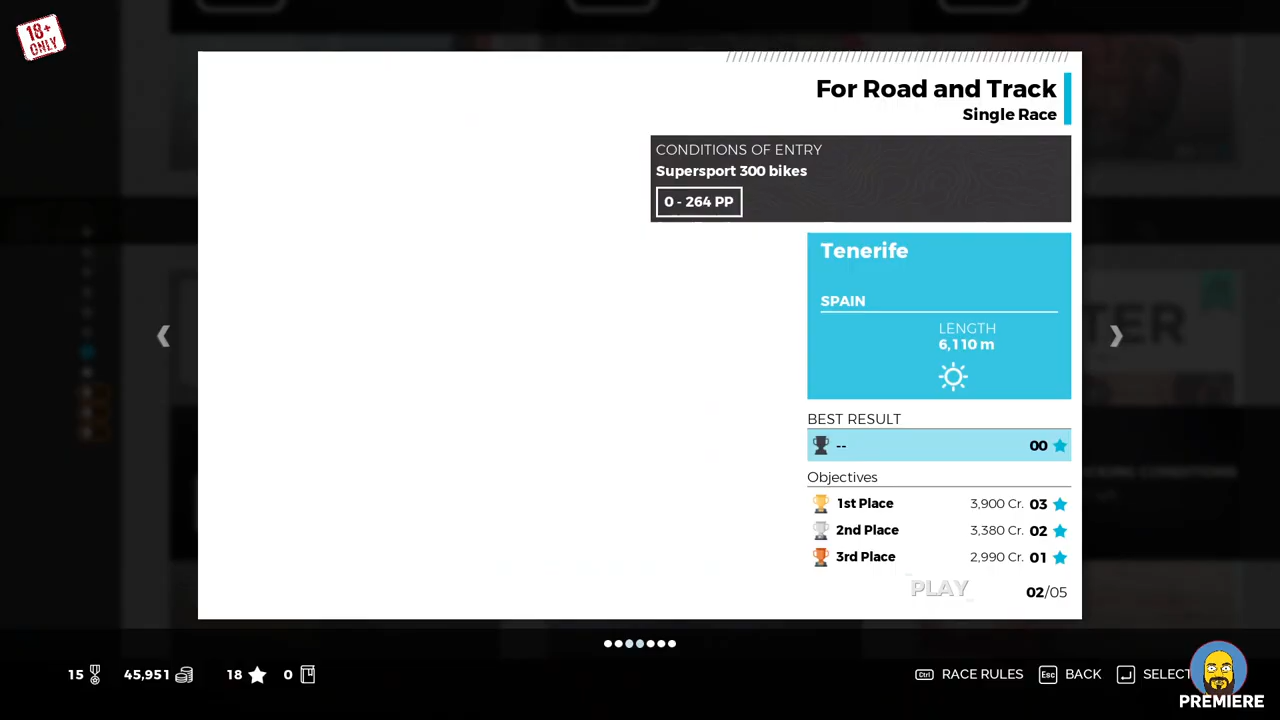 18+
ONLY
For Road and Track
Single Race
CONDITIONS OF ENTRY
Supersport 300 bikes
0 - 264 PP
Tenerife
SPAIN
LENGTH
6,110 m
BEST RESULT
-- 00
Objectives
1st Place 3,900 Cr. 03
2nd Place 3,380 Cr. 02
3rd Place 2,990 Cr. 01
PLAY
02/05
15 45,951 18 0
Ctrl RACE RULES Esc BACK SELECT
PREMIERE